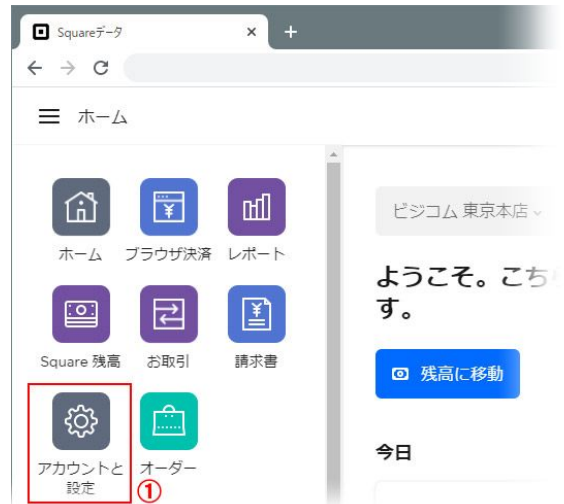 Squareデータ
ホーム
ホーム ブラウザ決済 レポート
Square 残高 お取引 請求書
アカウントと設定 オーダー
①
ビジコム 東京本店
ようこそ。こち
す。
残高に移動
今日